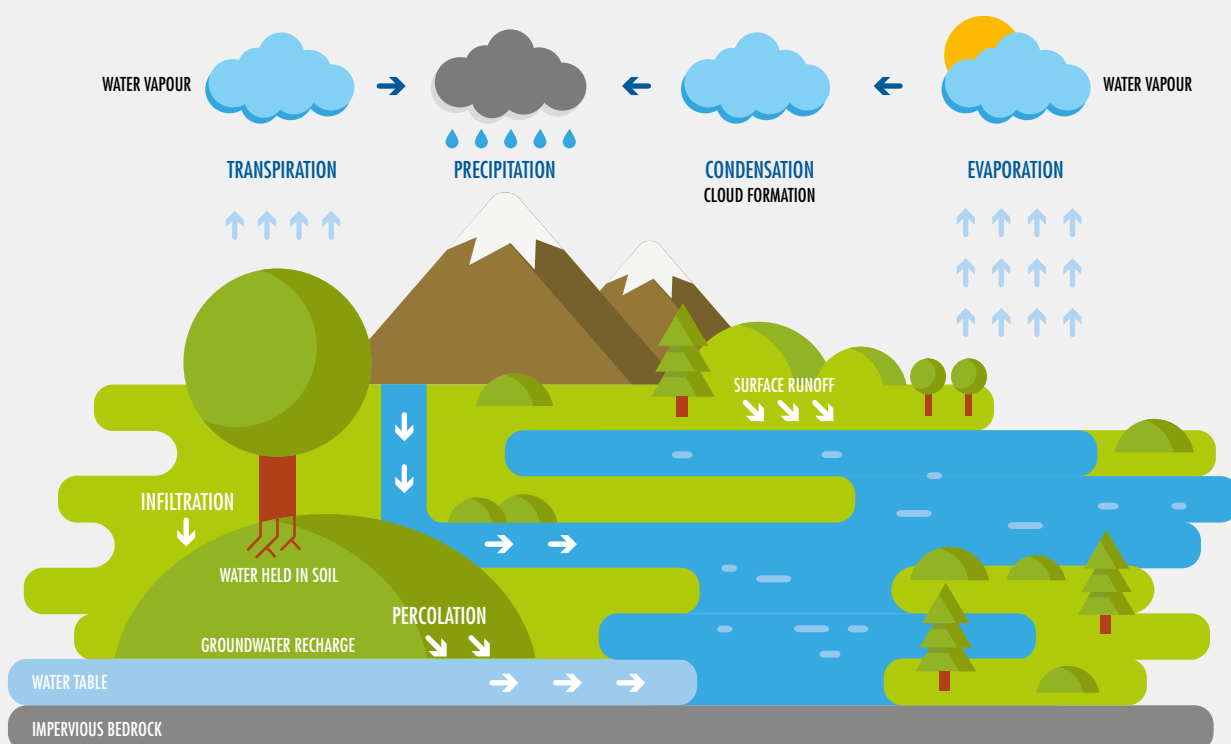 WATER VAPOUR
WATER VAPOUR
TRANSPIRATION
PRECIPITATION
CONDENSATION
CLOUD FORMATION
EVAPORATION
SURFACE RUNOFF
INFILTRATION
WATER HELD IN SOIL
PERCOLATION
GROUNDWATER RECHARGE
WATER TABLE
IMPERVIOUS BEDROCK